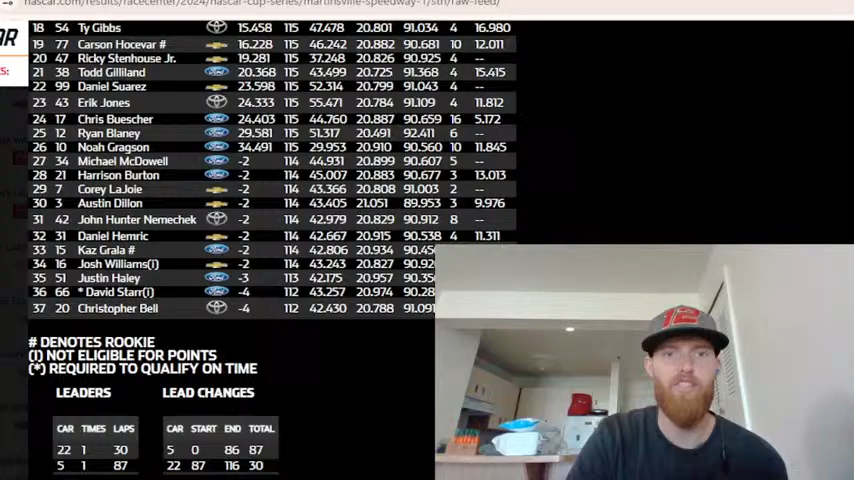 nascar.com/results/racecenter/2024/nascar-cup-series/martinsville-speedway-1/stn/raw-feed/
18 54 Ty Gibbs 15.458 115 47.478 20.801 91.034 4 16.980
19 77 Carson Hocevar # 16.228 115 46.242 20.882 90.681 10 12.011
20 47 Ricky Stenhouse Jr. 19.281 115 37.248 20.826 90.925 4 --
21 38 Todd Gilliland 20.368 115 43.499 20.725 91.368 4 15.415
22 99 Daniel Suarez 23.598 115 52.314 20.799 91.043 4 --
23 43 Erik Jones 24.333 115 55.471 20.784 91.109 4 11.812
24 17 Chris Buescher 24.403 115 44.760 20.887 90.659 16 5.172
25 12 Ryan Blaney 29.581 115 51.317 20.491 92.411 6 --
26 10 Noah Gragson 34.491 115 29.953 20.910 90.560 10 11.845
27 34 Michael McDowell -2 114 44.931 20.899 90.607 5 --
28 21 Harrison Burton -2 114 45.007 20.883 90.677 3 13.013
29 7 Corey LaJoie -2 114 43.366 20.808 91.003 2 --
30 3 Austin Dillon -2 114 43.405 21.051 89.953 3 9.976
31 42 John Hunter Nemechek -2 114 42.979 20.829 90.912 8 --
32 31 Daniel Hemric -2 114 42.667 20.915 90.538 4 11.311
33 15 Kaz Grala # -2 114 42.806 20.934 90.45
34 16 Josh Williams(i) -2 114 43.243 20.827 90.92
35 51 Justin Haley -3 113 42.175 20.957 90.35
36 66 * David Starr(i) -4 112 43.257 20.974 90.28
37 20 Christopher Bell -4 112 42.430 20.788 91.091
# DENOTES ROOKIE
(i) NOT ELIGIBLE FOR POINTS
(*) REQUIRED TO QUALIFY ON TIME
LEADERS LEAD CHANGES
CAR TIMES LAPS CAR START END TOTAL
22 1 30 5 0 86 87
5 1 87 22 87 116 30
12